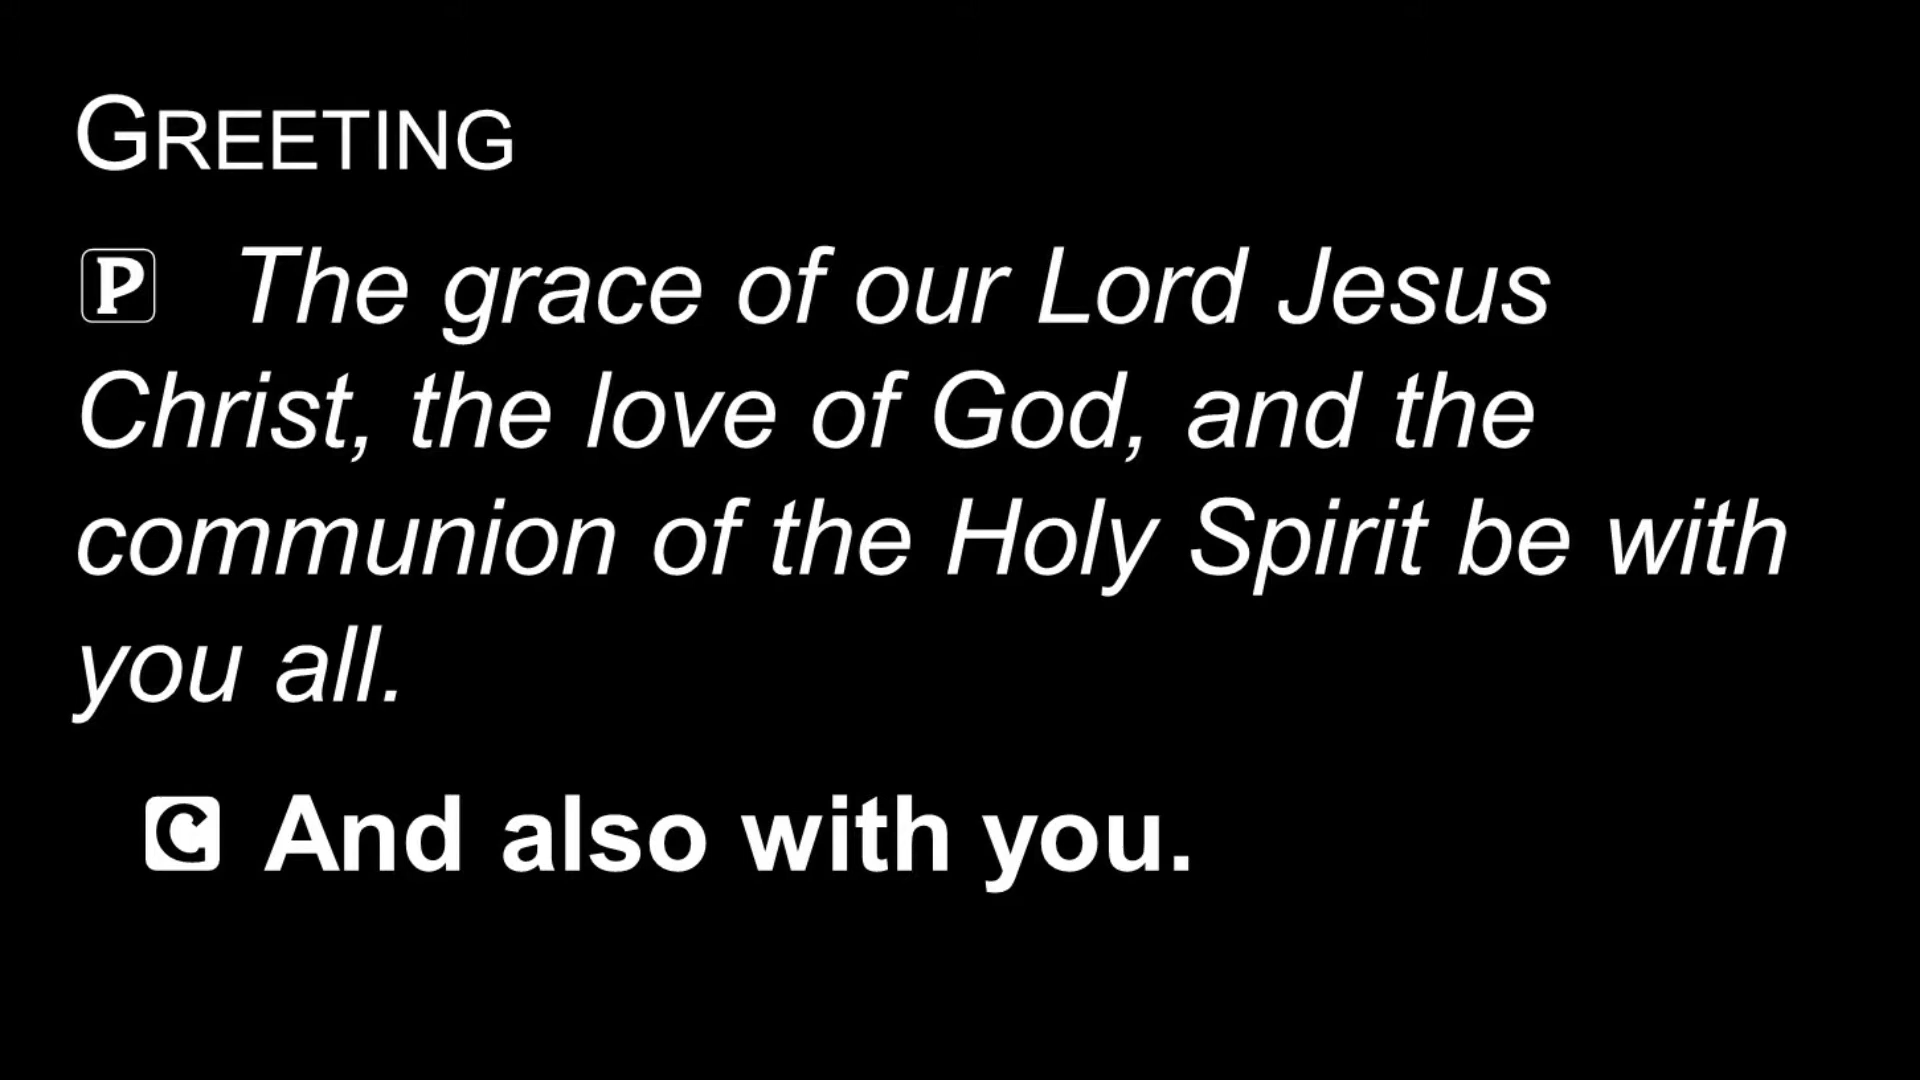 GREETING
P The grace of our Lord Jesus
Christ, the love of God, and the
communion of the Holy Spirit be with
you all.
C And also with you.